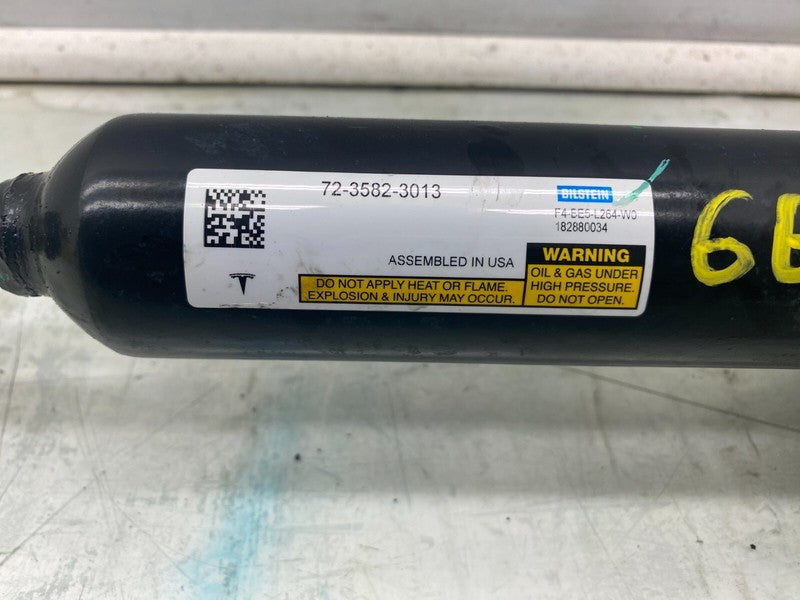 72-3582-3013
BILSTEIN
F4-BE5-L264-W0
182880034
ASSEMBLED IN USA
DO NOT APPLY HEAT OR FLAME.
EXPLOSION & INJURY MAY OCCUR.
WARNING
OIL & GAS UNDER
HIGH PRESSURE.
DO NOT OPEN.